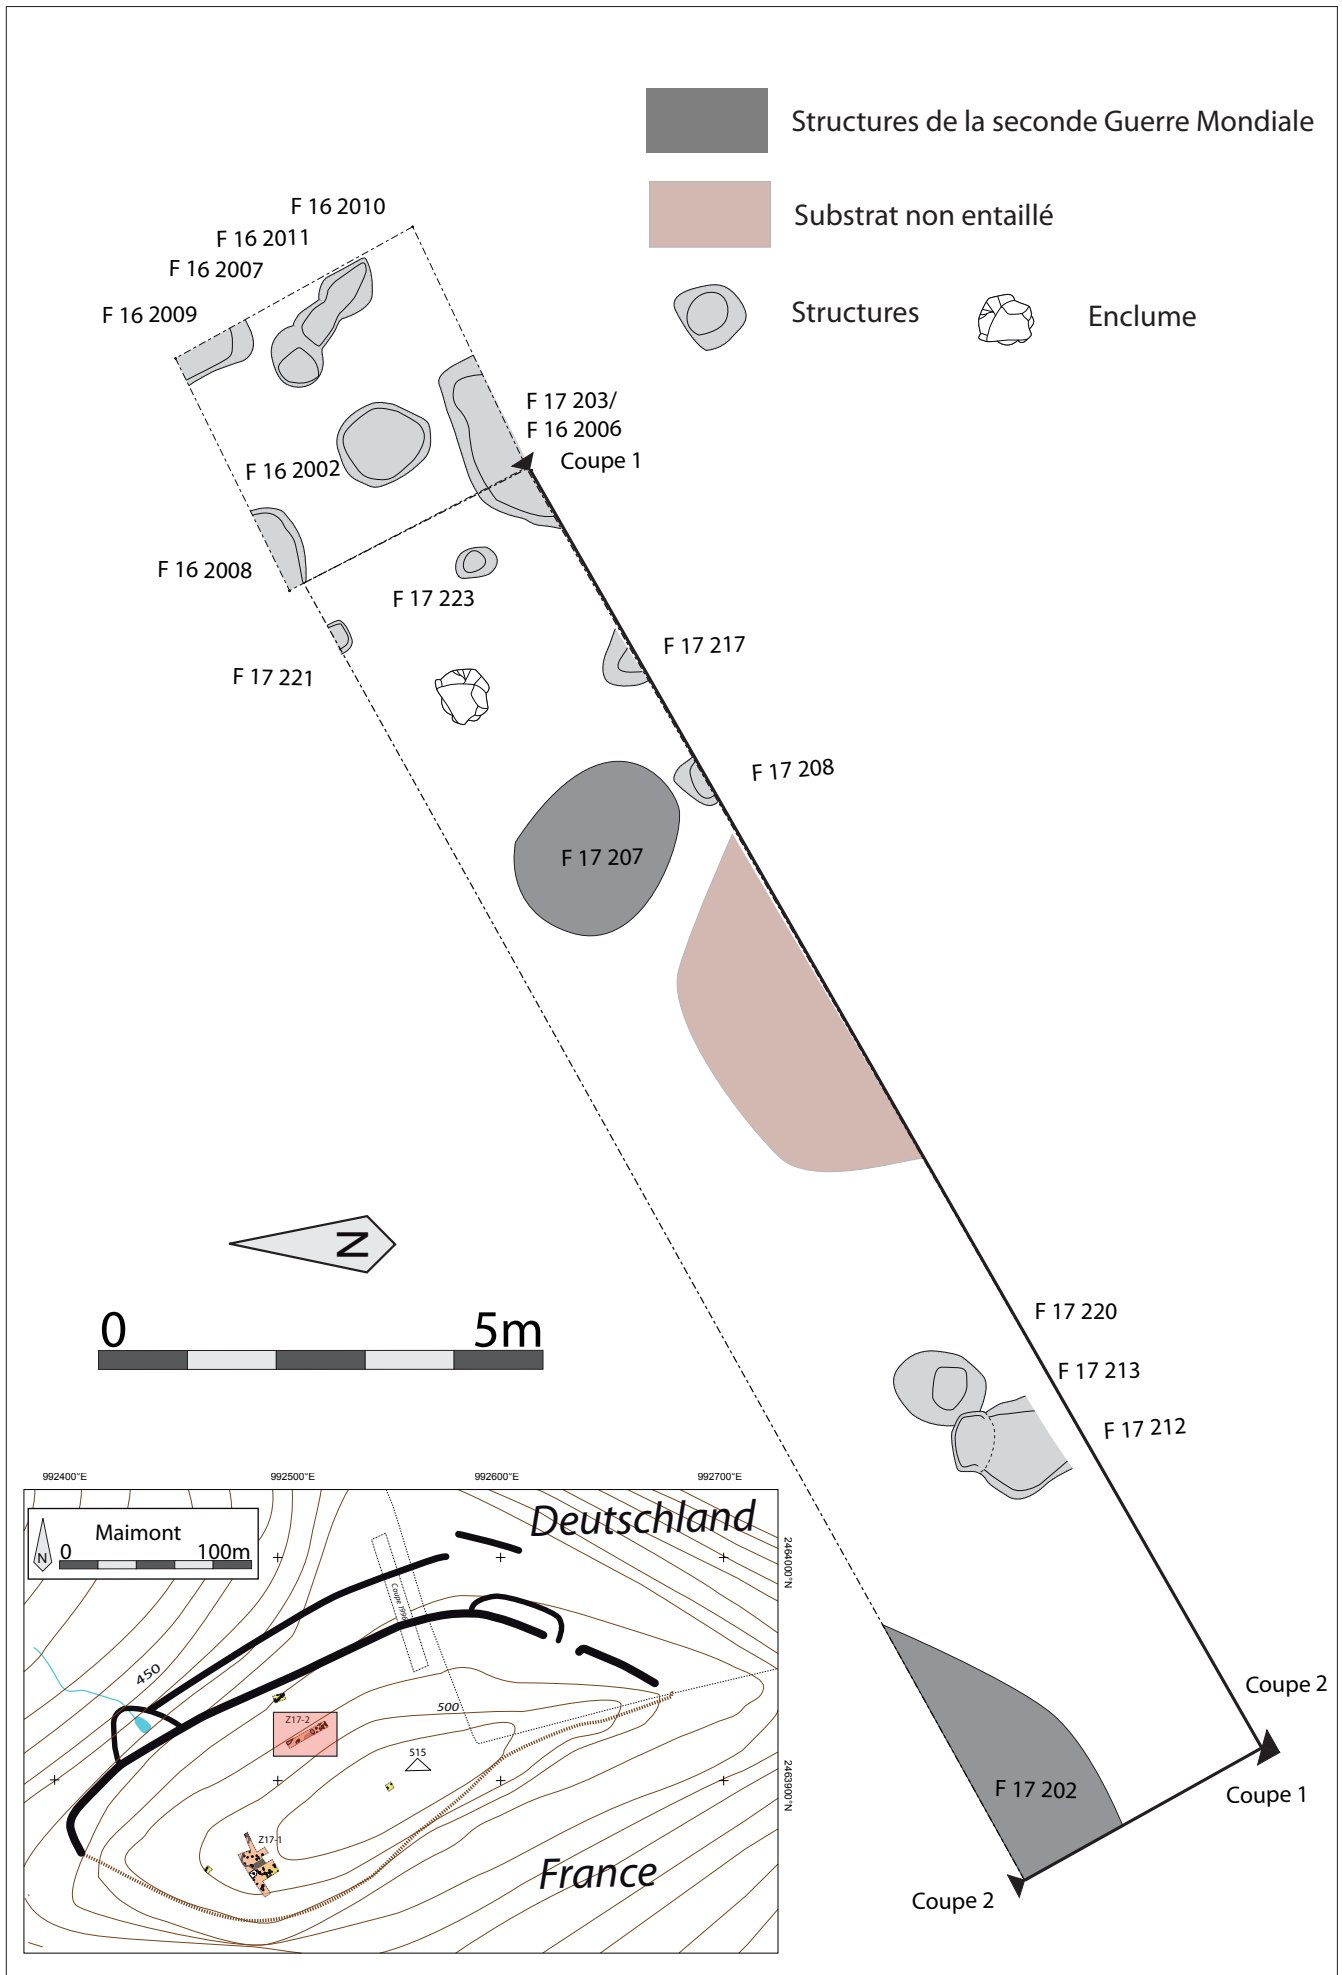 Structures de la seconde Guerre Mondiale
Substrat non entaillé
Structures
Enclume
F 16 2010
F 16 2011
F 16 2007
F 16 2009
F 17 203/
F 16 2006
Coupe 1
F 16 2002
F 16 2008
F 17 223
F 17 221
F 17 217
F 17 208
F 17 207
N
0 5m
F 17 220
F 17 213
F 17 212
Coupe 2
Coupe 1
F 17 202
Coupe 2
992400°E 992500°E 992600°E 992700°E
Maimont
N
0 100m
Deutschland
2464000°N
Coupe 1996
450
500
Z17-2
515
2463900°N
Z17-1
France